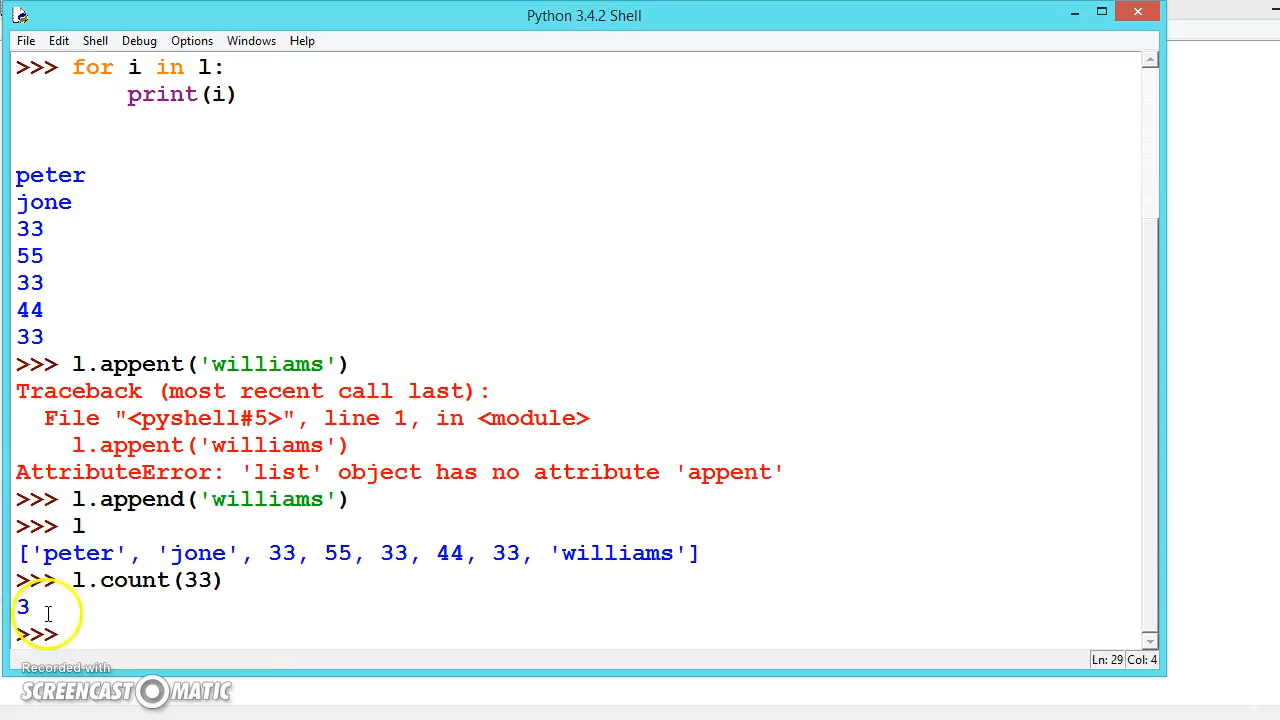 Python 3.4.2 Shell
File Edit Shell Debug Options Windows Help
>>> for i in l:
        print(i)
peter
jone
33
55
33
44
33
>>> l.appent('williams')
Traceback (most recent call last):
  File "<pyshell#5>", line 1, in <module>
    l.appent('williams')
AttributeError: 'list' object has no attribute 'appent'
>>> l.append('williams')
>>> l
['peter', 'jone', 33, 55, 33, 44, 33, 'williams']
>>> l.count(33)
3
>>>
Ln: 29 Col: 4
Recorded with
SCREENCAST MATIC